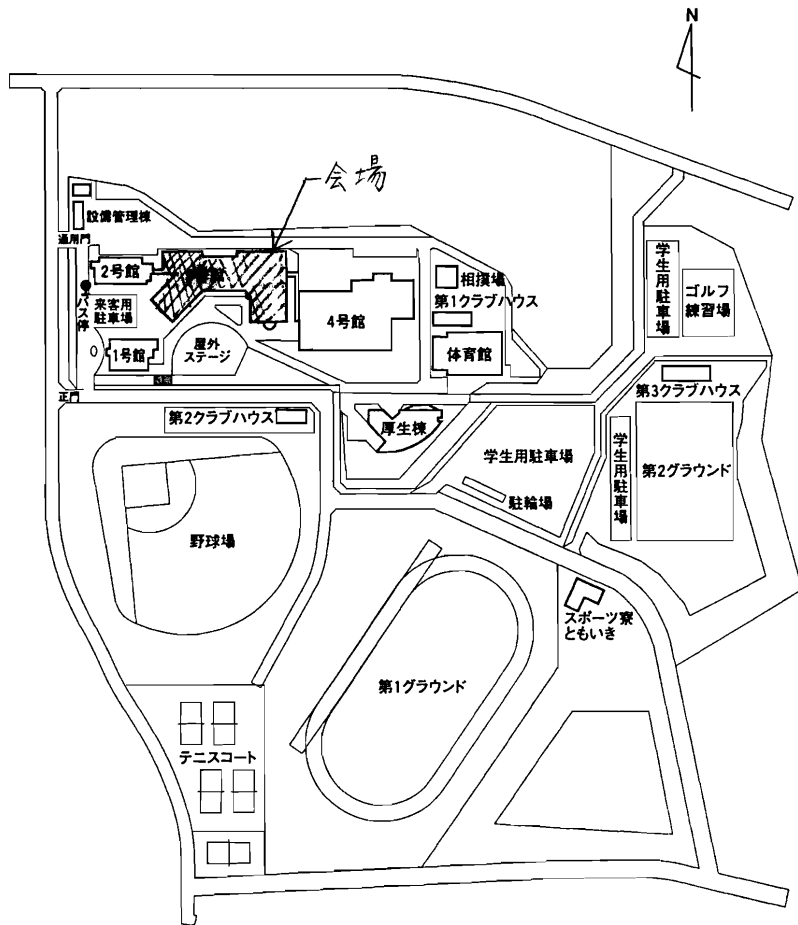 N
会場
設備管理棟
通用門
2号館
バス停
来客用
駐車場
1号館
屋外
ステージ
4号館
相撲場
第1クラブハウス
体育館
学生用駐車場
ゴルフ
練習場
正門
第2クラブハウス
厚生棟
第3クラブハウス
学生用駐車場
駐輪場
学生用駐車場
第2グラウンド
野球場
スポーツ寮
ともいき
第1グラウンド
テニスコート